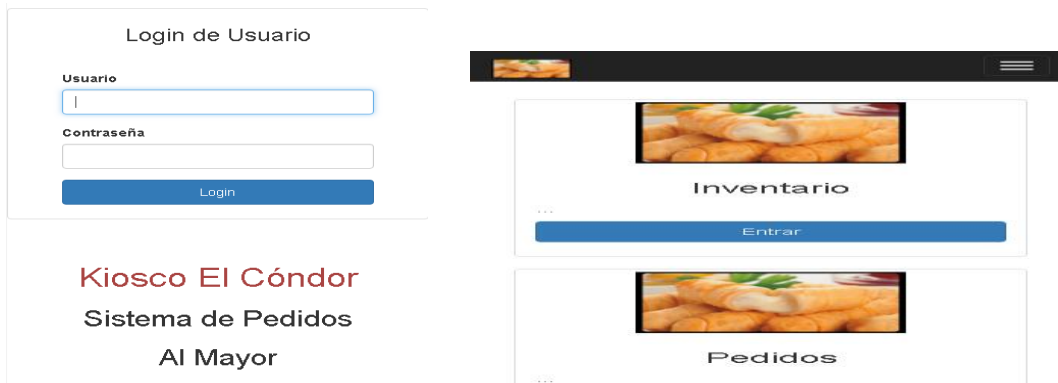 Login de Usuario
Usuario
Contraseña
Login
Kiosco El Cóndor
Sistema de Pedidos
Al Mayor
Inventario
...
Entrar
Pedidos
...